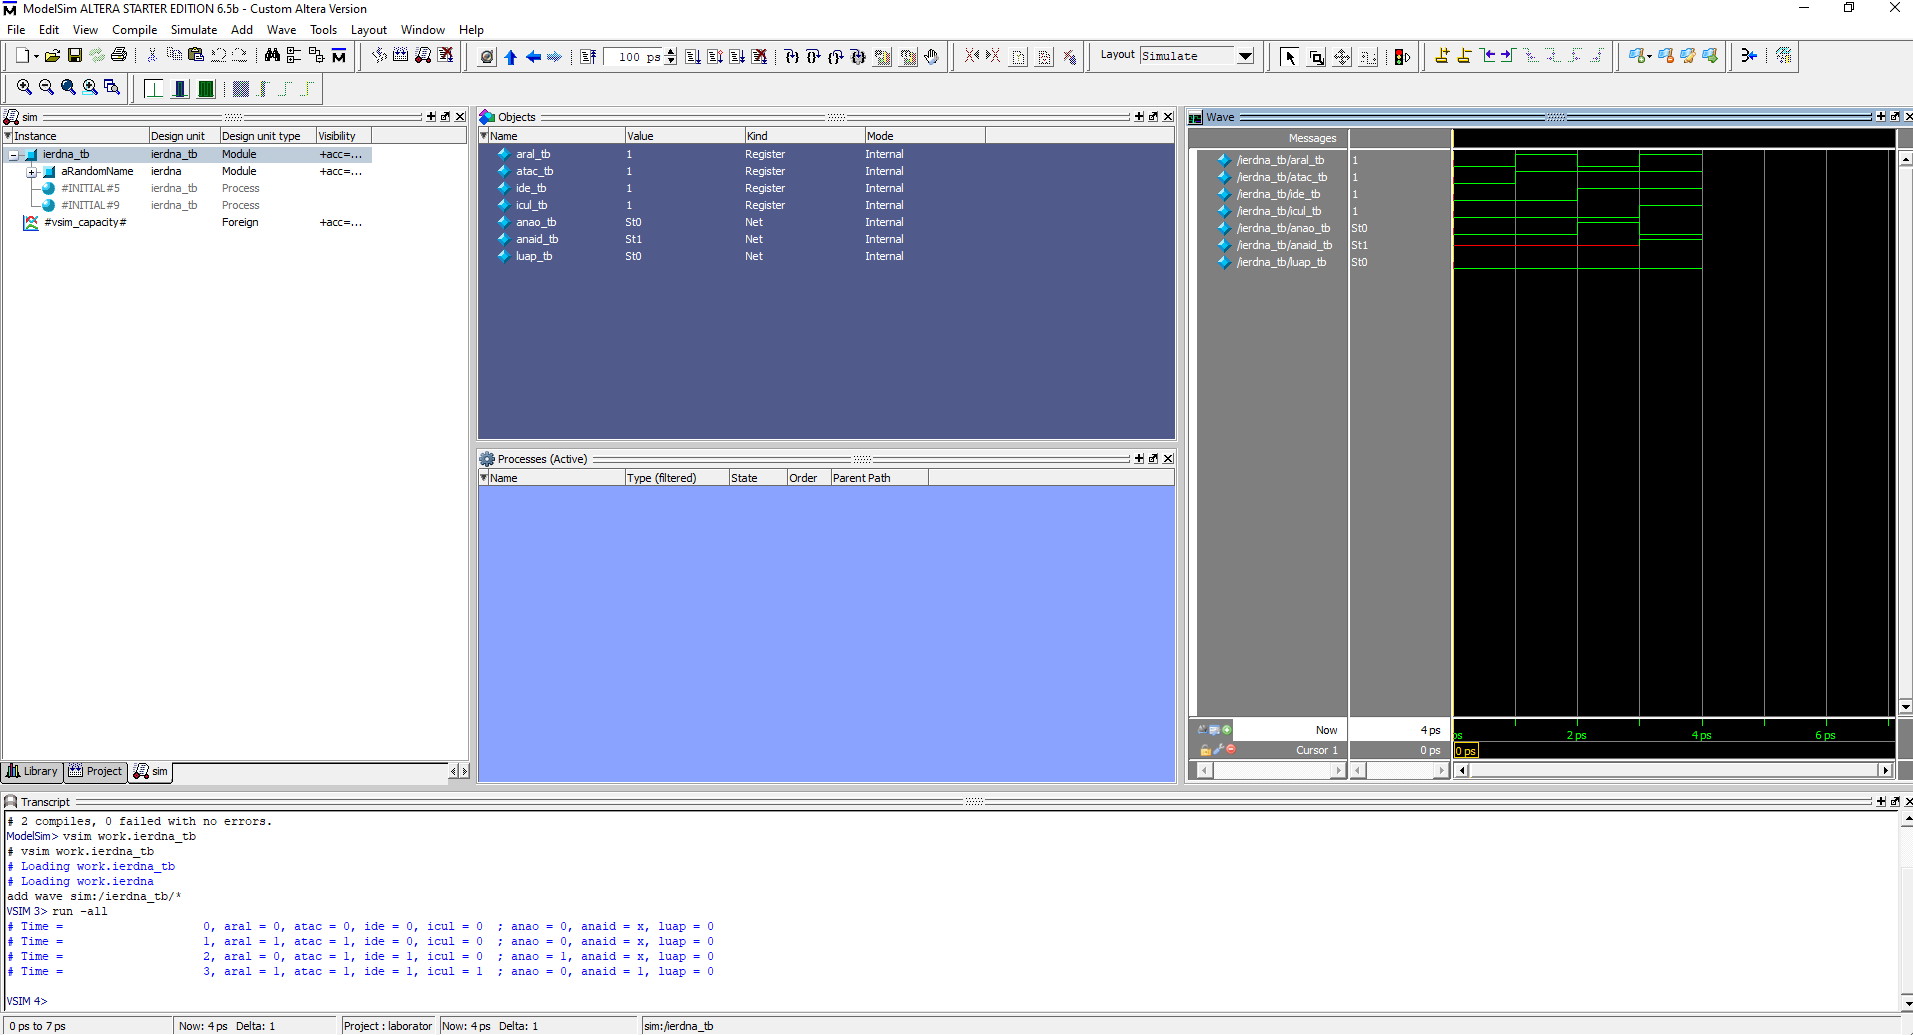 ModelSim ALTERA STARTER EDITION 6.5b - Custom Altera Version
File Edit View Compile Simulate Add Wave Tools Layout Window Help
100 ps
Layout Simulate
sim
Instance Design unit Design unit type Visibility
ierdna_tb ierdna_tb Module +acc=...
aRandomName ierdna Module +acc=...
#INITIAL#5 ierdna_tb Process
#INITIAL#9 ierdna_tb Process
#vsim_capacity# Foreign +acc=...
Library Project sim
Objects
Name Value Kind Mode
aral_tb 1 Register Internal
atac_tb 1 Register Internal
ide_tb 1 Register Internal
icul_tb 1 Register Internal
anao_tb St0 Net Internal
anaid_tb St1 Net Internal
luap_tb St0 Net Internal
Processes (Active)
Name Type (filtered) State Order Parent Path
Wave
Messages
/ierdna_tb/aral_tb 1
/ierdna_tb/atac_tb 1
/ierdna_tb/ide_tb 1
/ierdna_tb/icul_tb 1
/ierdna_tb/anao_tb St0
/ierdna_tb/anaid_tb St1
/ierdna_tb/luap_tb St0
Now 4 ps ps 2 ps 4 ps 6 ps
Cursor 1 0 ps 0 ps
Transcript
# 2 compiles, 0 failed with no errors.
ModelSim> vsim work.ierdna_tb
# vsim work.ierdna_tb
# Loading work.ierdna_tb
# Loading work.ierdna
add wave sim:/ierdna_tb/*
VSIM 3> run -all
# Time = 0, aral = 0, atac = 0, ide = 0, icul = 0 ; anao = 0, anaid = x, luap = 0
# Time = 1, aral = 1, atac = 1, ide = 0, icul = 0 ; anao = 0, anaid = x, luap = 0
# Time = 2, aral = 0, atac = 1, ide = 1, icul = 0 ; anao = 1, anaid = x, luap = 0
# Time = 3, aral = 1, atac = 1, ide = 1, icul = 1 ; anao = 0, anaid = 1, luap = 0
VSIM 4>
0 ps to 7 ps Now: 4 ps Delta: 1 Project : laborator Now: 4 ps Delta: 1 sim:/ierdna_tb